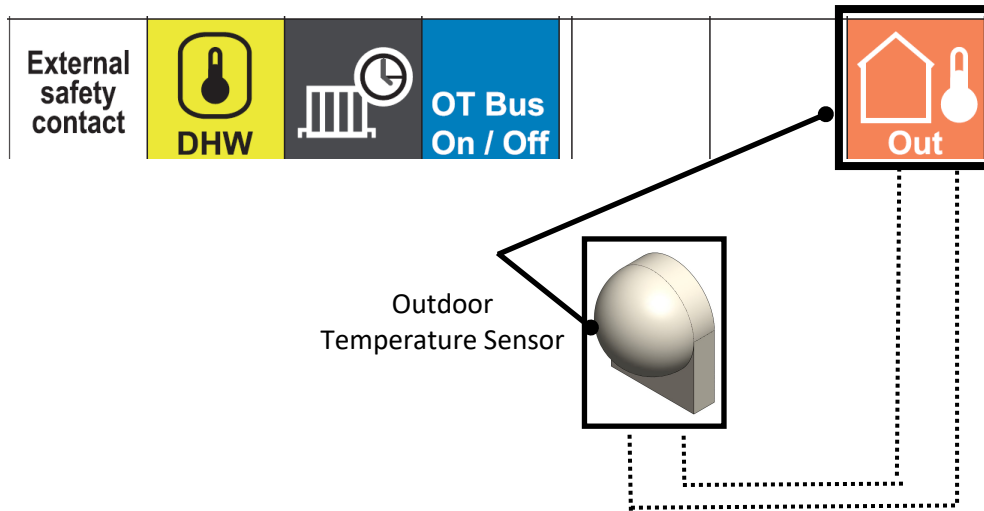 External
safety
contact
DHW
OT Bus
On / Off
Out
Outdoor
Temperature Sensor